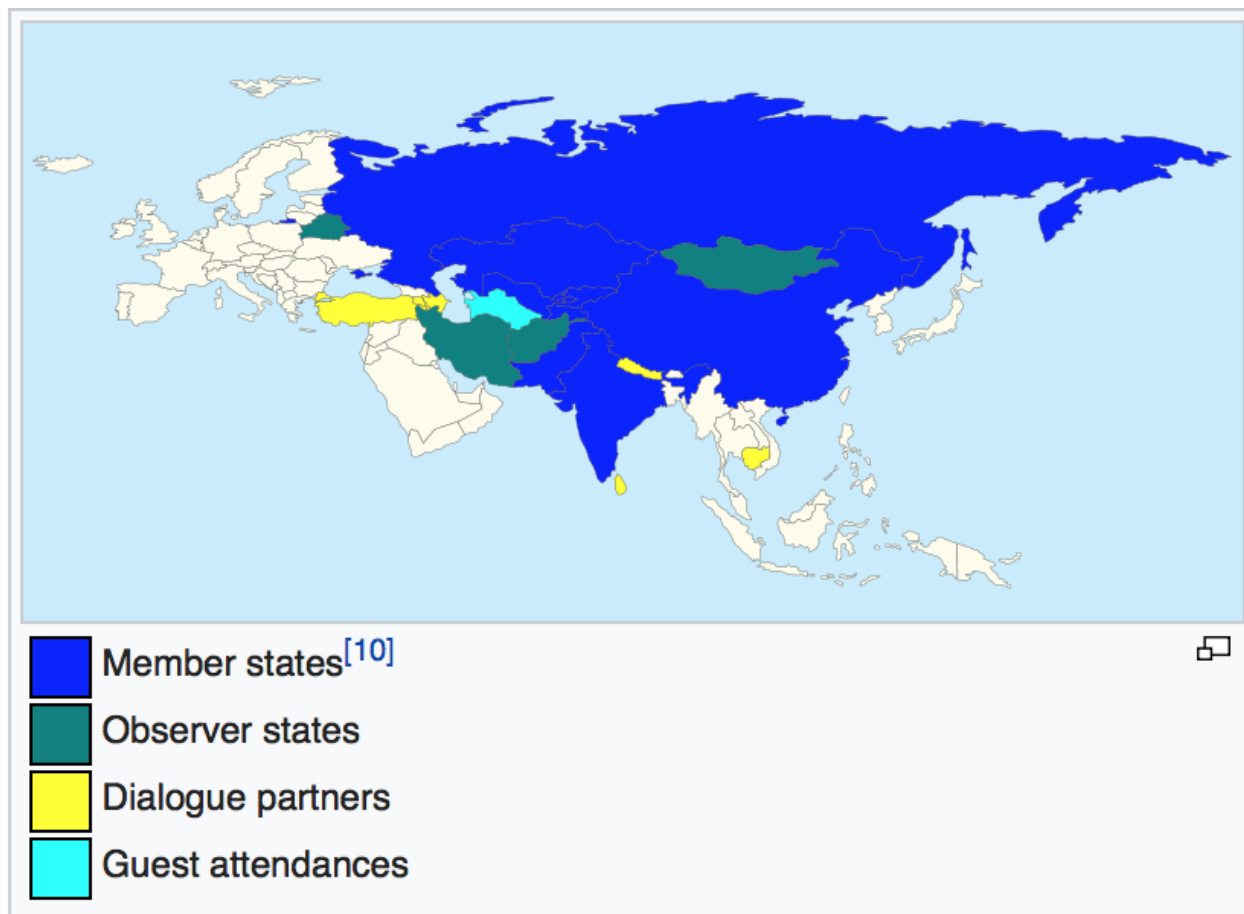 Member states[10]
Observer states
Dialogue partners
Guest attendances